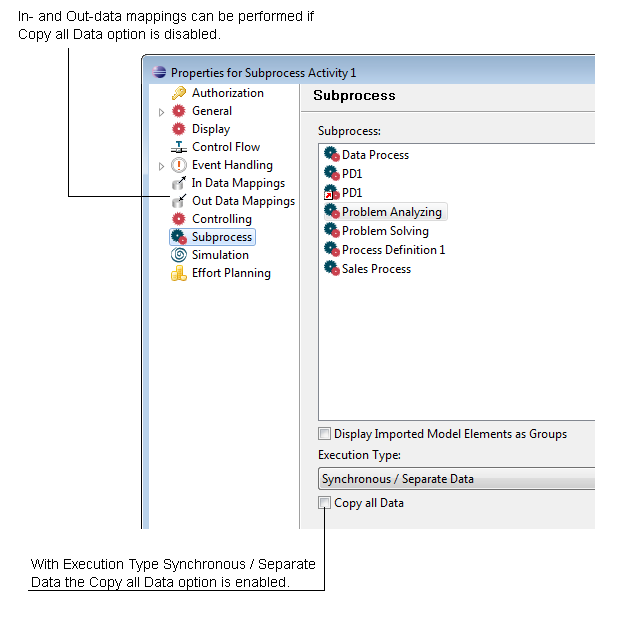 In- and Out-data mappings can be performed if
Copy all Data option is disabled.
Properties for Subprocess Activity 1
Authorization
General
Display
Control Flow
Event Handling
In Data Mappings
Out Data Mappings
Controlling
Subprocess
Simulation
Effort Planning
Subprocess
Subprocess:
Data Process
PD1
PD1
Problem Analyzing
Problem Solving
Process Definition 1
Sales Process
Display Imported Model Elements as Groups
Execution Type:
Synchronous / Separate Data
Copy all Data
With Execution Type Synchronous / Separate
Data the Copy all Data option is enabled.